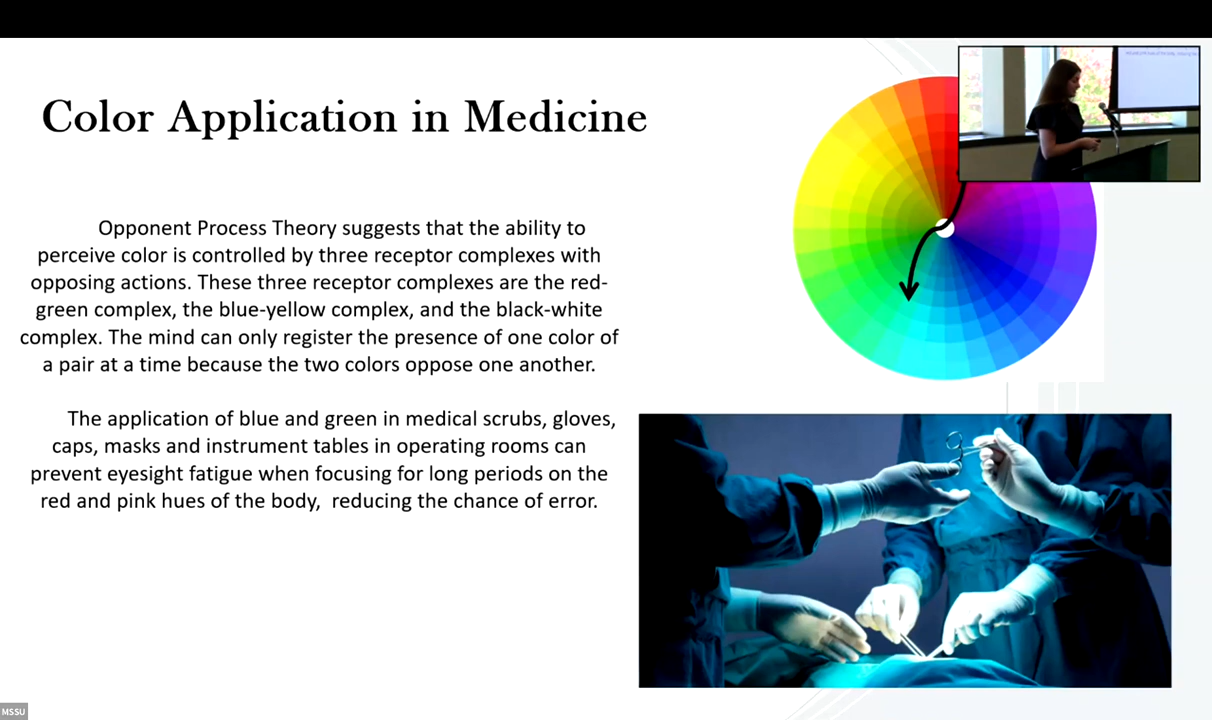 Color Application in Medicine
Opponent Process Theory suggests that the ability to
perceive color is controlled by three receptor complexes with
opposing actions. These three receptor complexes are the red-
green complex, the blue-yellow complex, and the black-white
complex. The mind can only register the presence of one color of
a pair at a time because the two colors oppose one another.
The application of blue and green in medical scrubs, gloves,
caps, masks and instrument tables in operating rooms can
prevent eyesight fatigue when focusing for long periods on the
red and pink hues of the body, reducing the chance of error.
MSSU